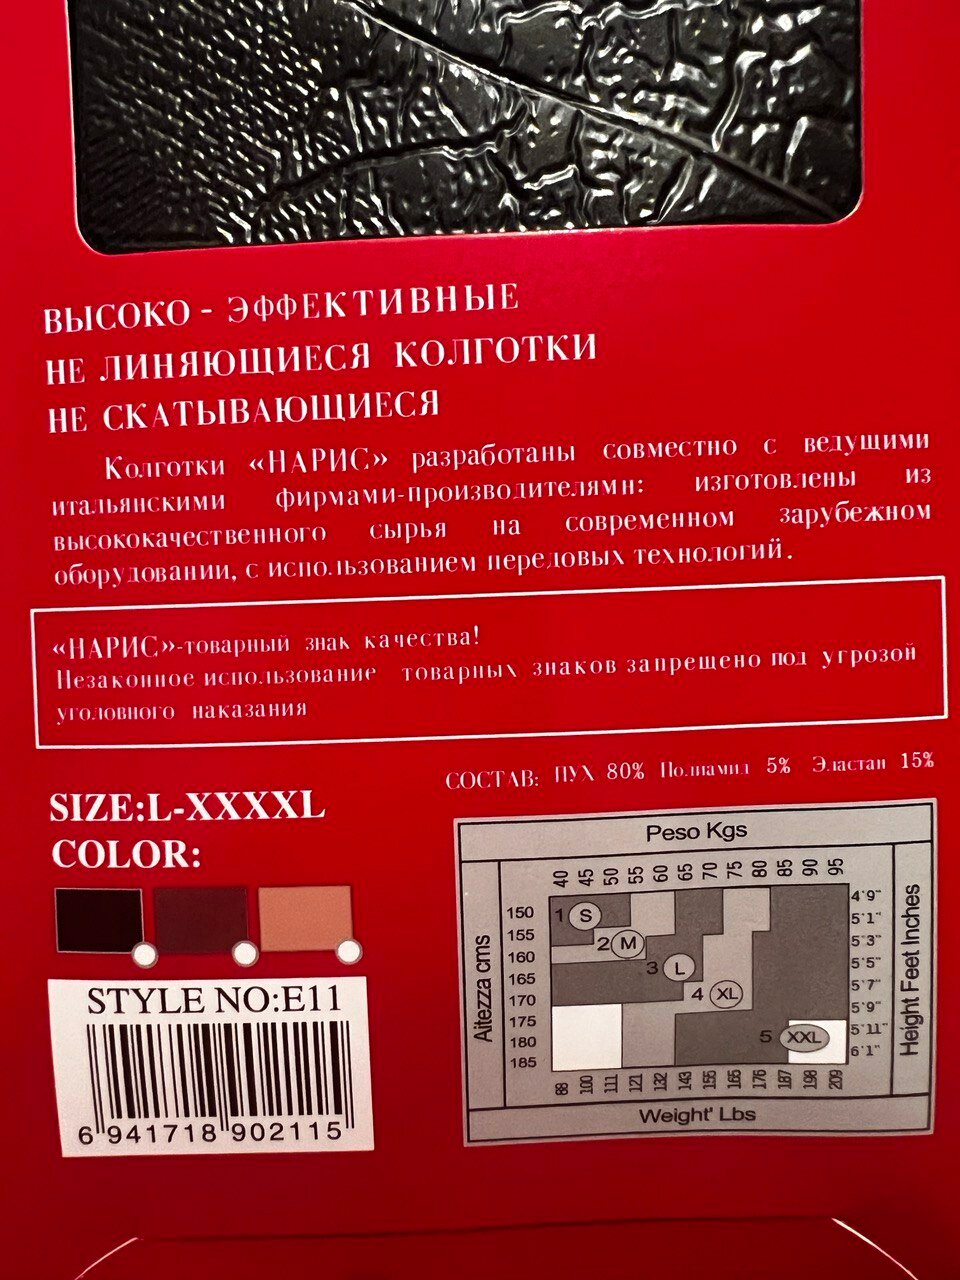 ВЫСОКО - ЭФФЕКТИВНЫЕ
НЕ ЛИНЯЮЩИЕСЯ КОЛГОТКИ
НЕ СКАТЫВАЮЩИЕСЯ
Колготки «НАРИС» разработаны совместно с ведущими
итальянскими фирмами-производителями: изготовлены из
высококачественного сырья на современном зарубежном
оборудовании, с использованием передовых технологий.
«НАРИС»-товарный знак качества!
Незаконное использование товарных знаков запрещено под угрозой
уголовного наказания
СОСТАВ: ПУХ 80% Полиамид 5% Эластан 15%
SIZE:L-XXXXL
COLOR:
STYLE NO:E11
6 941718 902115
Peso Kgs
40 45 50 55 60 65 70 75 80 85 90 95
Aitezza cms
150
155
160
165
170
175
180
185
1 S
2 M
3 L
4 XL
5 XXL
4'9"
5'1"
5'3"
5'5"
5'7"
5'9"
5'11"
6'1"
Height Feet Inches
88 100 111 121 132 143 156 165 176 187 198 209
Weight' Lbs